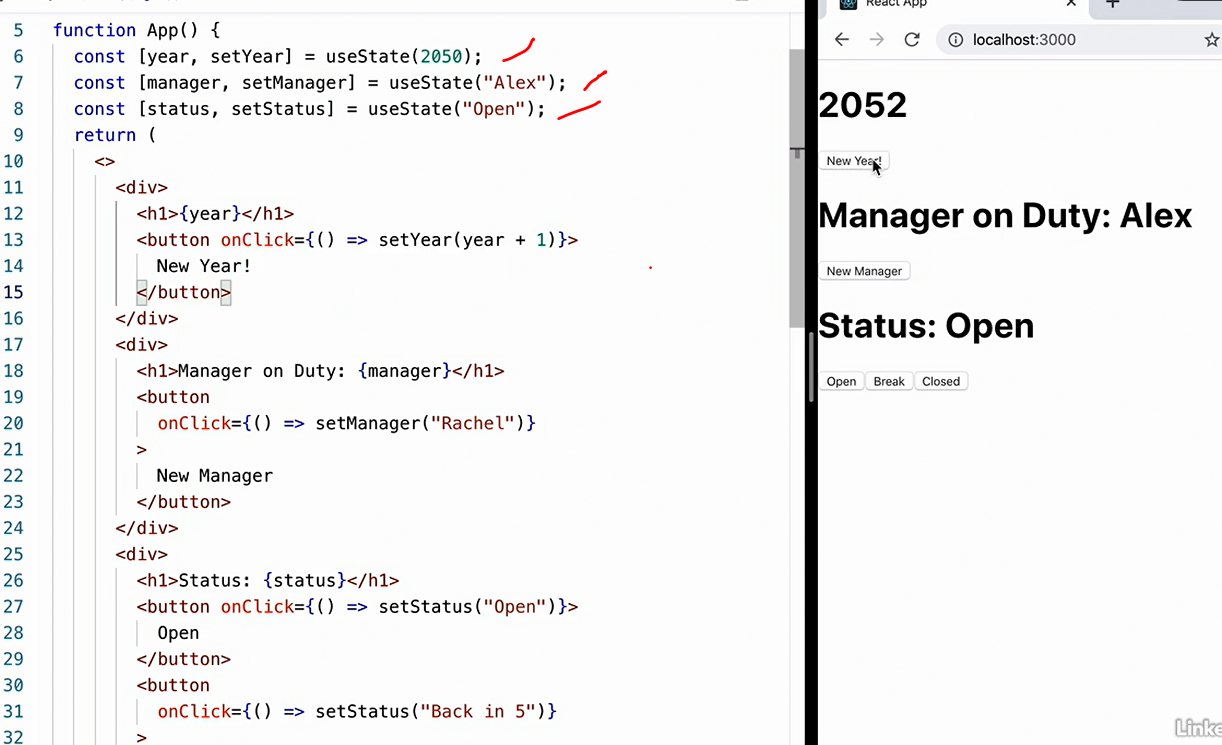 5 function App() {
6 const [year, setYear] = useState(2050);
7 const [manager, setManager] = useState("Alex");
8 const [status, setStatus] = useState("Open");
9 return (
10 <>
11 <div>
12 <h1>{year}</h1>
13 <button onClick={() => setYear(year + 1)}>
14 New Year!
15 </button>
16 </div>
17 <div>
18 <h1>Manager on Duty: {manager}</h1>
19 <button
20 onClick={() => setManager("Rachel")}
21 >
22 New Manager
23 </button>
24 </div>
25 <div>
26 <h1>Status: {status}</h1>
27 <button onClick={() => setStatus("Open")}>
28 Open
29 </button>
30 <button
31 onClick={() => setStatus("Back in 5")}
32 >
React App
localhost:3000
2052
New Year!
Manager on Duty: Alex
New Manager
Status: Open
Open Break Closed
Linke